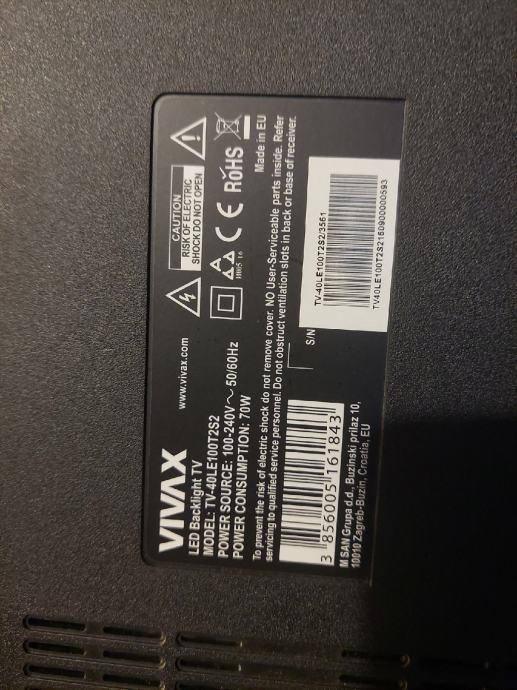 VIVAX
www.vivax.com
LED Backlight TV
MODEL: TV-40LE100T2S2
POWER SOURCE: 100-240V~ 50/60Hz
POWER CONSUMPTION: 70W
CAUTION
RISK OF ELECTRIC
SHOCK DO NOT OPEN
CE RoHS
Made in EU
To prevent the risk of electric shock do not remove cover. NO User-Serviceable parts inside. Refer
servicing to qualified service personnel. Do not obstruct ventilation slots in back or base of receiver.
3 856005 161843
S/N
TV-40LE100T2S2/3561
TV40LE100T2S2150900000593
M SAN Grupa d.d., Buzinski prilaz 10,
10010 Zagreb-Buzin, Croatia, EU